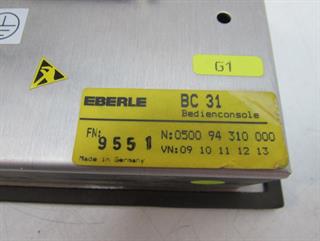 G1
EBERLE BC 31
Bedienconsole
FN: 9551 N:0500 94 310 000
Made in Germany VN:09 10 11 12 13